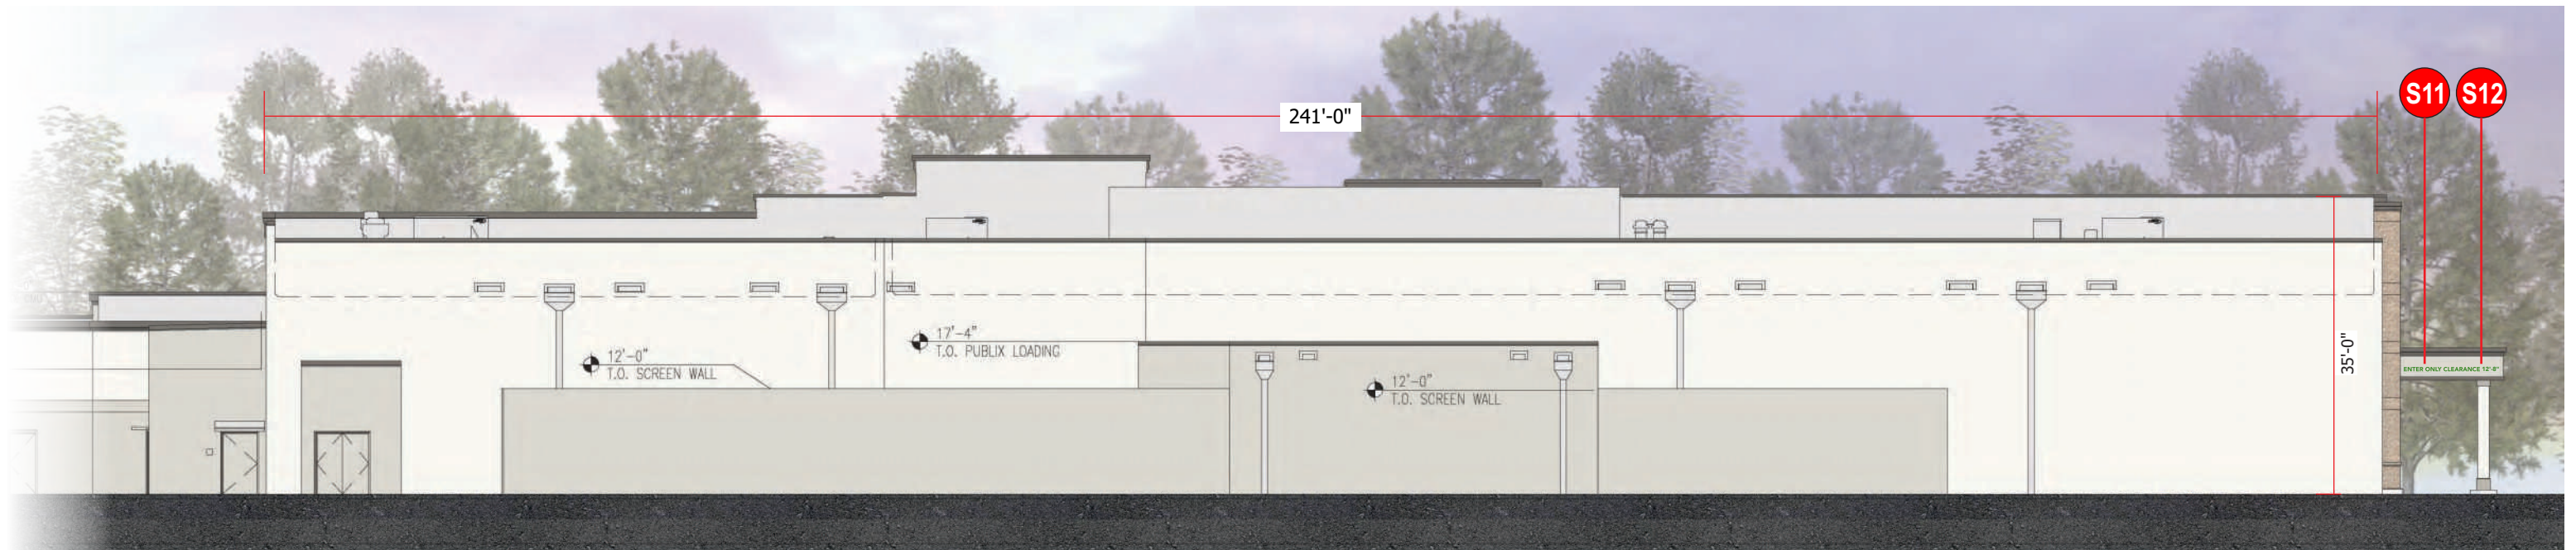 S11 S12
241'-0"
17'-4"
T.O. PUBLIX LOADING
12'-0"
T.O. SCREEN WALL
12'-0"
T.O. SCREEN WALL
35'-0"
ENTER ONLY CLEARANCE 12'-8"